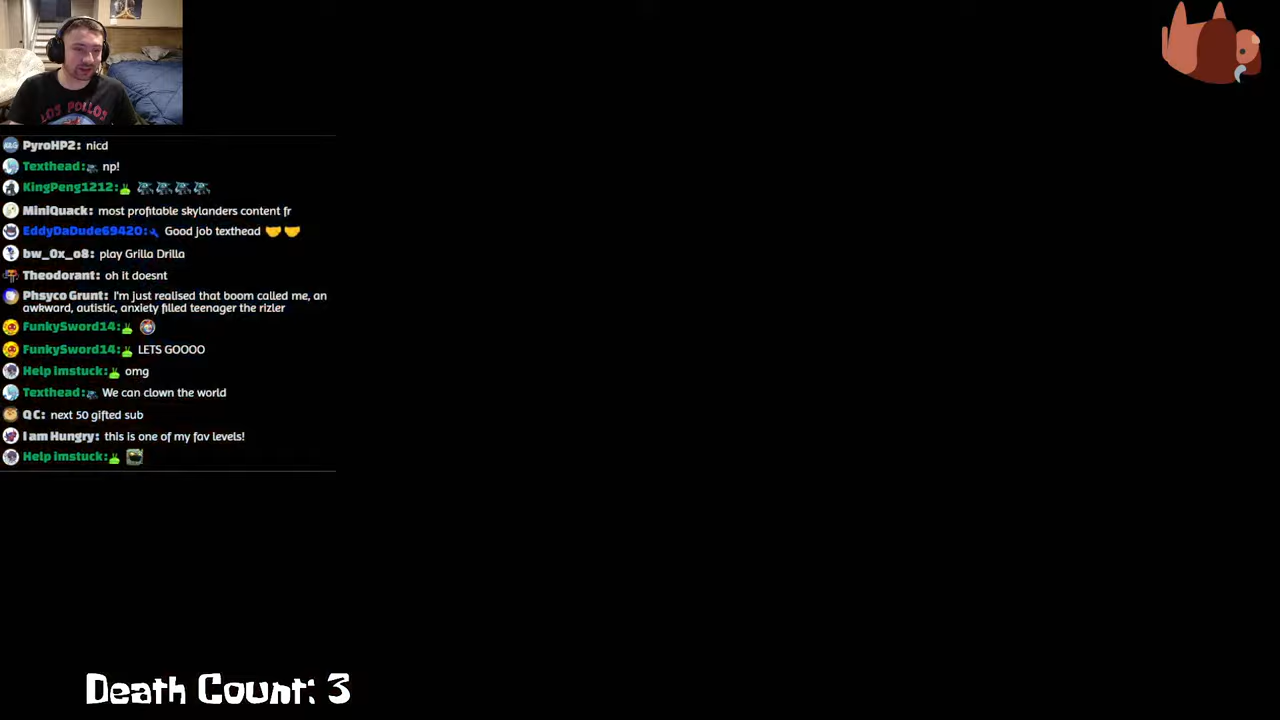 LOS POLLOS
PyroHP2: nicd
Texthead: np!
KingPeng1212:
MiniQuack: most profitable skylanders content fr
EddyDaDude69420: Good job texthead
bw_0x_o8: play Grilla Drilla
Theodorant: oh it doesnt
Phsyco Grunt: I'm just realised that boom called me, an
awkward, autistic, anxiety filled teenager the rizler
FunkySword14:
FunkySword14: LETS GOOOO
Help imstuck: omg
Texthead: We can clown the world
QC: next 50 gifted sub
I am Hungry: this is one of my fav levels!
Help imstuck:
Death Count: 3